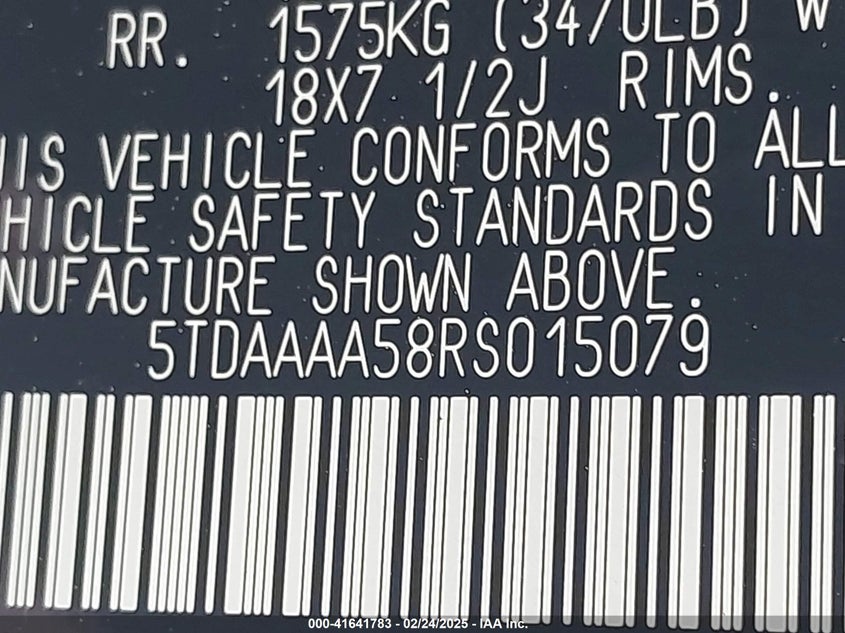 RR. 1575KG (3470LB) W
18X7 1/2J RIMS.
HIS VEHICLE CONFORMS TO ALL
HICLE SAFETY STANDARDS IN
NUFACTURE SHOWN ABOVE.
5TDAAAA58RS015079
000-41641783 - 02/24/2025 - IAA Inc.